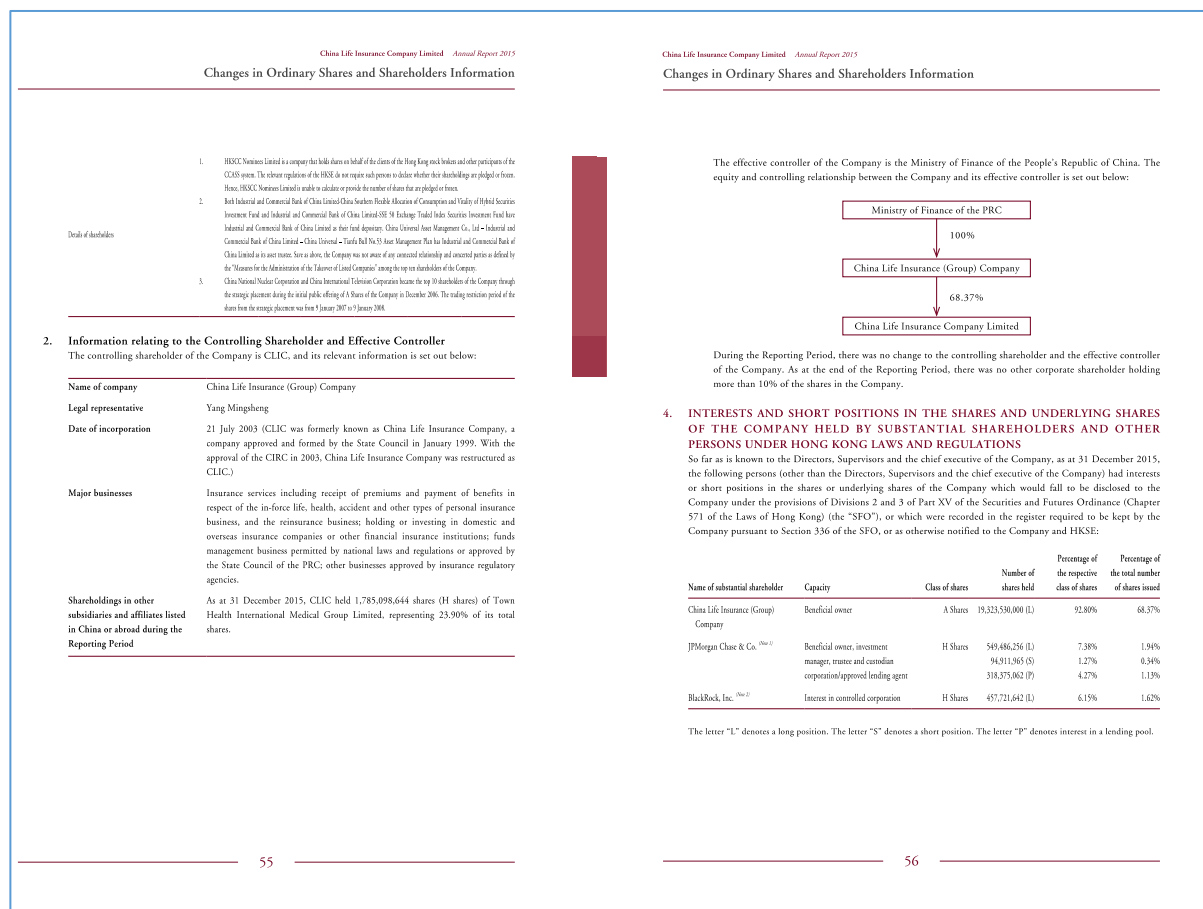 China Life Insurance Company Limited Annual Report 2015
Changes in Ordinary Shares and Shareholders Information
Details of shareholders
1. HKSCC Nominees Limited is a company that holds shares on behalf of the clients of the Hong Kong stock brokers and other participants of the
CCASS system. The relevant regulations of the HKSE do not require such persons to declare whether their shareholdings are pledged or frozen.
Hence, HKSCC Nominees Limited is unable to calculate or provide the number of shares that are pledged or frozen.
2. Both Industrial and Commercial Bank of China Limited-China Southern Flexible Allocation of Consumption and Vitality of Hybrid Securities
Investment Fund and Industrial and Commercial Bank of China Limited-SSE 50 Exchange Traded Index Securities Investment Fund have
Industrial and Commercial Bank of China Limited as their fund depositary. China Universal Asset Management Co., Ltd – Industrial and
Commercial Bank of China Limited – China Universal – Tianfu Bull No.53 Asset Management Plan has Industrial and Commercial Bank of
China Limited as its asset trustee. Save as above, the Company was not aware of any connected relationship and concerted parties as defined by
the "Measures for the Administration of the Takeover of Listed Companies" among the top ten shareholders of the Company.
3. China National Nuclear Corporation and China International Television Corporation became the top 10 shareholders of the Company through
the strategic placement during the initial public offering of A Shares of the Company in December 2006. The trading restriction period of the
shares from the strategic placement was from 9 January 2007 to 9 January 2008.
2. Information relating to the Controlling Shareholder and Effective Controller
The controlling shareholder of the Company is CLIC, and its relevant information is set out below:
Name of company China Life Insurance (Group) Company
Legal representative Yang Mingsheng
Date of incorporation 21 July 2003 (CLIC was formerly known as China Life Insurance Company, a
company approved and formed by the State Council in January 1999. With the
approval of the CIRC in 2003, China Life Insurance Company was restructured as
CLIC.)
Major businesses Insurance services including receipt of premiums and payment of benefits in
respect of the in-force life, health, accident and other types of personal insurance
business, and the reinsurance business; holding or investing in domestic and
overseas insurance companies or other financial insurance institutions; funds
management business permitted by national laws and regulations or approved by
the State Council of the PRC; other businesses approved by insurance regulatory
agencies.
Shareholdings in other As at 31 December 2015, CLIC held 1,785,098,644 shares (H shares) of Town
subsidiaries and affiliates listed Health International Medical Group Limited, representing 23.90% of its total
in China or abroad during the shares.
Reporting Period
55
China Life Insurance Company Limited Annual Report 2015
Changes in Ordinary Shares and Shareholders Information
The effective controller of the Company is the Ministry of Finance of the People's Republic of China. The
equity and controlling relationship between the Company and its effective controller is set out below:
Ministry of Finance of the PRC
100%
China Life Insurance (Group) Company
68.37%
China Life Insurance Company Limited
During the Reporting Period, there was no change to the controlling shareholder and the effective controller
of the Company. As at the end of the Reporting Period, there was no other corporate shareholder holding
more than 10% of the shares in the Company.
4. INTERESTS AND SHORT POSITIONS IN THE SHARES AND UNDERLYING SHARES
OF THE COMPANY HELD BY SUBSTANTIAL SHAREHOLDERS AND OTHER
PERSONS UNDER HONG KONG LAWS AND REGULATIONS
So far as is known to the Directors, Supervisors and the chief executive of the Company, as at 31 December 2015,
the following persons (other than the Directors, Supervisors and the chief executive of the Company) had interests
or short positions in the shares or underlying shares of the Company which would fall to be disclosed to the
Company under the provisions of Divisions 2 and 3 of Part XV of the Securities and Futures Ordinance (Chapter
571 of the Laws of Hong Kong) (the "SFO"), or which were recorded in the register required to be kept by the
Company pursuant to Section 336 of the SFO, or as otherwise notified to the Company and HKSE:
Percentage of Percentage of
Number of the respective the total number
Name of substantial shareholder Capacity Class of shares shares held class of shares of shares issued
China Life Insurance (Group) Beneficial owner A Shares 19,323,530,000 (L) 92.80% 68.37%
Company
JPMorgan Chase & Co. (Note 1) Beneficial owner, investment H Shares 549,486,256 (L) 7.38% 1.94%
manager, trustee and custodian 94,911,965 (S) 1.27% 0.34%
corporation/approved lending agent 318,375,062 (P) 4.27% 1.13%
BlackRock, Inc. (Note 2) Interest in controlled corporation H Shares 457,721,642 (L) 6.15% 1.62%
The letter "L" denotes a long position. The letter "S" denotes a short position. The letter "P" denotes interest in a lending pool.
56